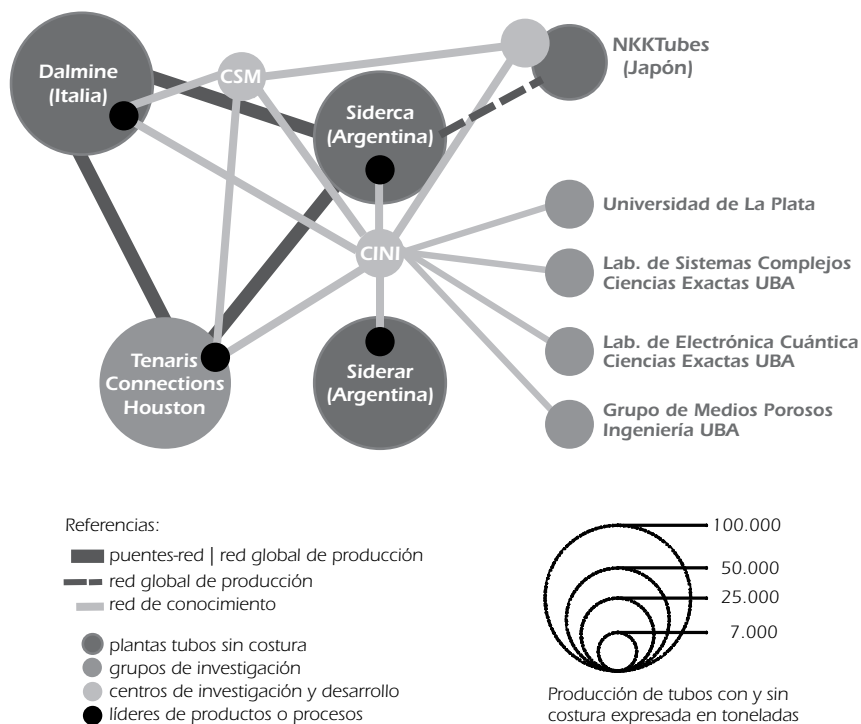 Dalmine
(Italia)
CSM
NKKTubes
(Japón)
Siderca
(Argentina)
Universidad de La Plata
CINI
Lab. de Sistemas Complejos
Ciencias Exactas UBA
Lab. de Electrónica Cuántica
Ciencias Exactas UBA
Tenaris
Connections
Houston
Siderar
(Argentina)
Grupo de Medios Porosos
Ingeniería UBA
Referencias:
puentes-red | red global de producción
red global de producción
red de conocimiento
plantas tubos sin costura
grupos de investigación
centros de investigación y desarrollo
líderes de productos o procesos
100.000
50.000
25.000
7.000
Producción de tubos con y sin
costura expresada en toneladas